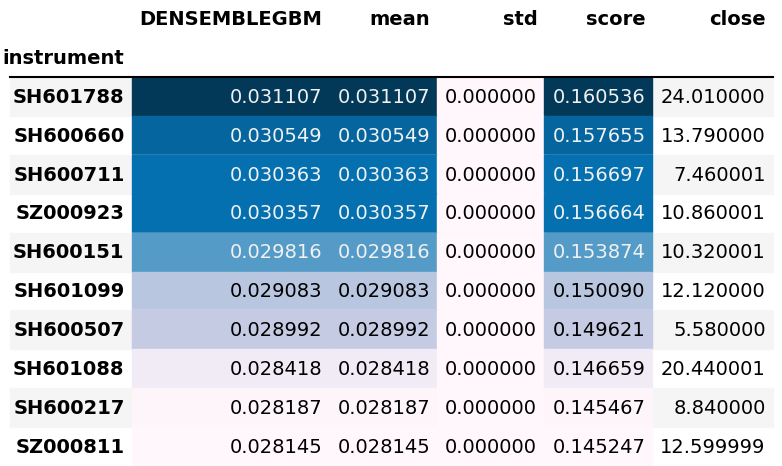 DENSEMBLEGBM mean std score close
instrument
SH601788 0.031107 0.031107 0.000000 0.160536 24.010000
SH600660 0.030549 0.030549 0.000000 0.157655 13.790000
SH600711 0.030363 0.030363 0.000000 0.156697 7.460001
SZ000923 0.030357 0.030357 0.000000 0.156664 10.860001
SH600151 0.029816 0.029816 0.000000 0.153874 10.320001
SH601099 0.029083 0.029083 0.000000 0.150090 12.120000
SH600507 0.028992 0.028992 0.000000 0.149621 5.580000
SH601088 0.028418 0.028418 0.000000 0.146659 20.440001
SH600217 0.028187 0.028187 0.000000 0.145467 8.840000
SZ000811 0.028145 0.028145 0.000000 0.145247 12.599999